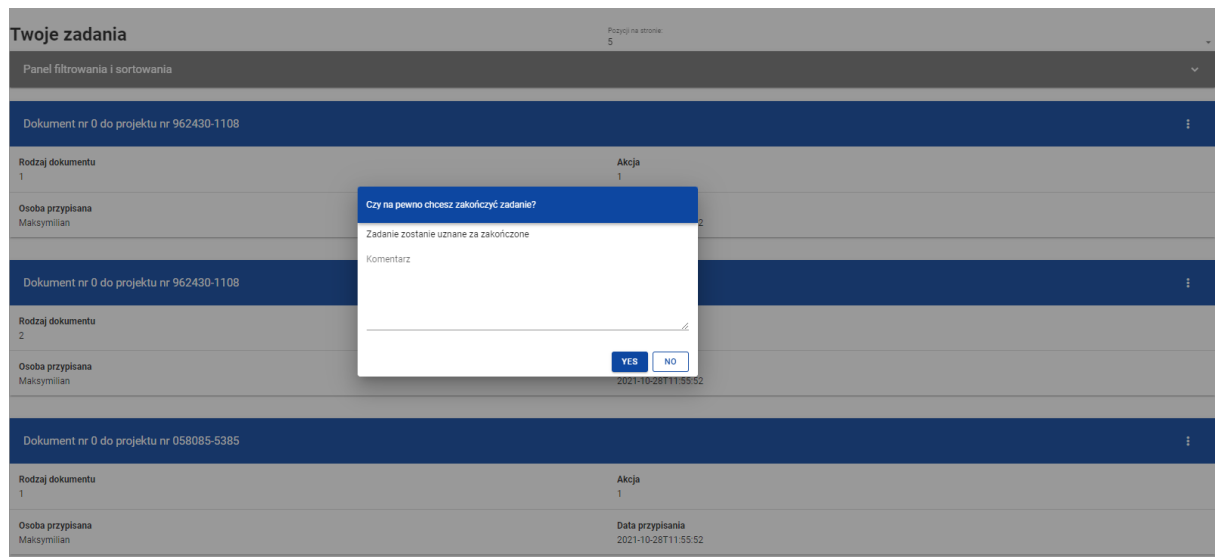 Twoje zadania
Pozycji na stronie:
5
Panel filtrowania i sortowania
Dokument nr 0 do projektu nr 962430-1108
Rodzaj dokumentu
Akcja
1
1
Osoba przypisana
Maksymilian
2
Czy na pewno chcesz zakończyć zadanie?
Zadanie zostanie uznane za zakończone
Komentarz
YES
NO
Dokument nr 0 do projektu nr 962430-1108
Rodzaj dokumentu
2
Osoba przypisana
Maksymilian
2021-10-28T11:55:52
Dokument nr 0 do projektu nr 058085-5385
Rodzaj dokumentu
Akcja
1
1
Osoba przypisana
Data przypisania
Maksymilian
2021-10-28T11:55:52